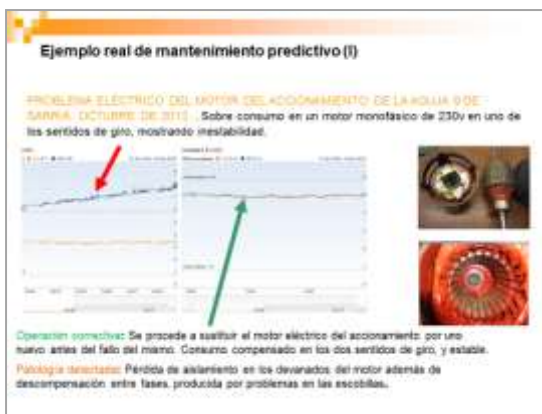 Ejemplo real de mantenimiento predictivo (I)
PROBLEMA ELÉCTRICO DEL MOTOR DEL ACCIONAMIENTO DE LA AGUJA 9 DE
SARRIÀ. OCTUBRE DE 2012. Sobre consumo en un motor monofásico de 230v en uno de
los sentidos de giro, mostrando inestabilidad.
Operación correctiva: Se procede a sustituir el motor eléctrico del accionamiento por uno
nuevo antes del fallo del mismo. Consumo compensado en los dos sentidos de giro, y estable.
Patología detectada: Pérdida de aislamiento en los devanados del motor además de
descompensación entre fases, producida por problemas en las escobillas.